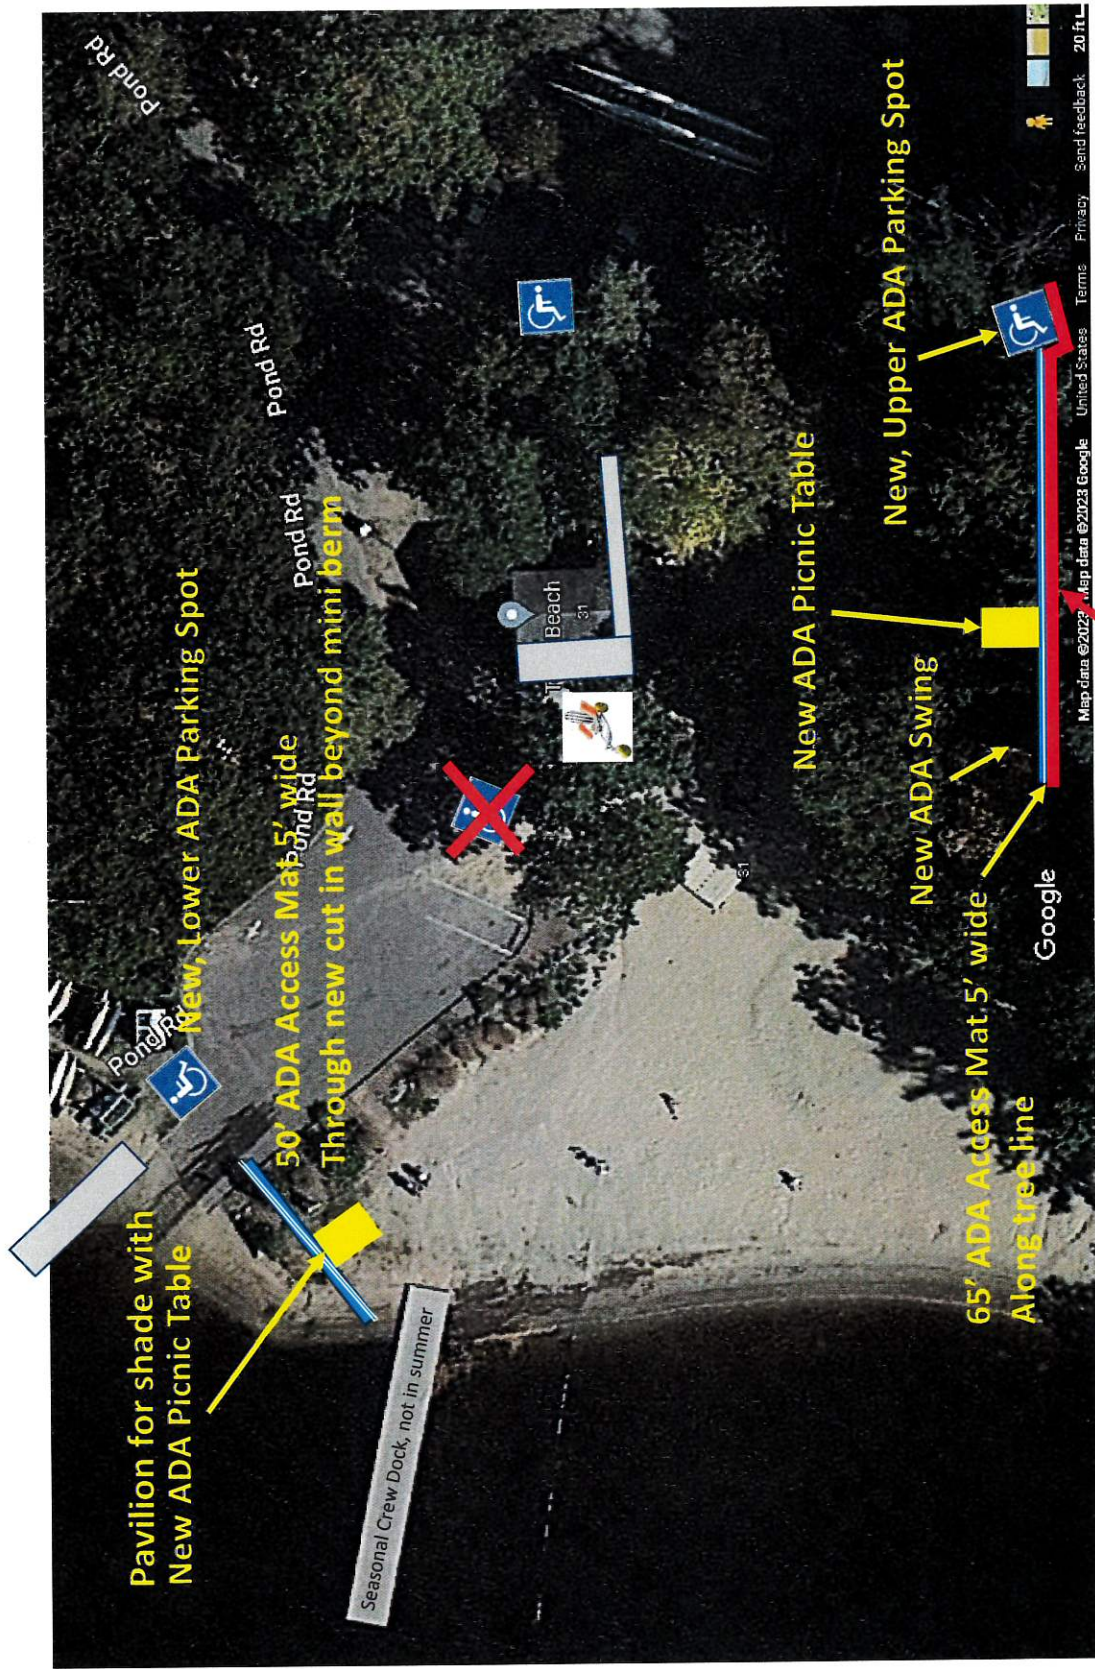 Pavilion for shade with
New ADA Picnic Table
Pond Rd
New, Lower ADA Parking Spot
Pond Rd
50' ADA Access Mat 5' wide
Pond Rd
Pond Rd
Pond Rd
Through new cut in wall beyond mini berm
Seasonal Crew Dock, not in summer
Beach
31
31
New ADA Picnic Table
New, Upper ADA Parking Spot
New ADA Swing
65' ADA Access Mat 5' wide
Along tree line
Google
Map data ©2023 Map data ©2023 Google United States Terms Privacy Send feedback 20 ft